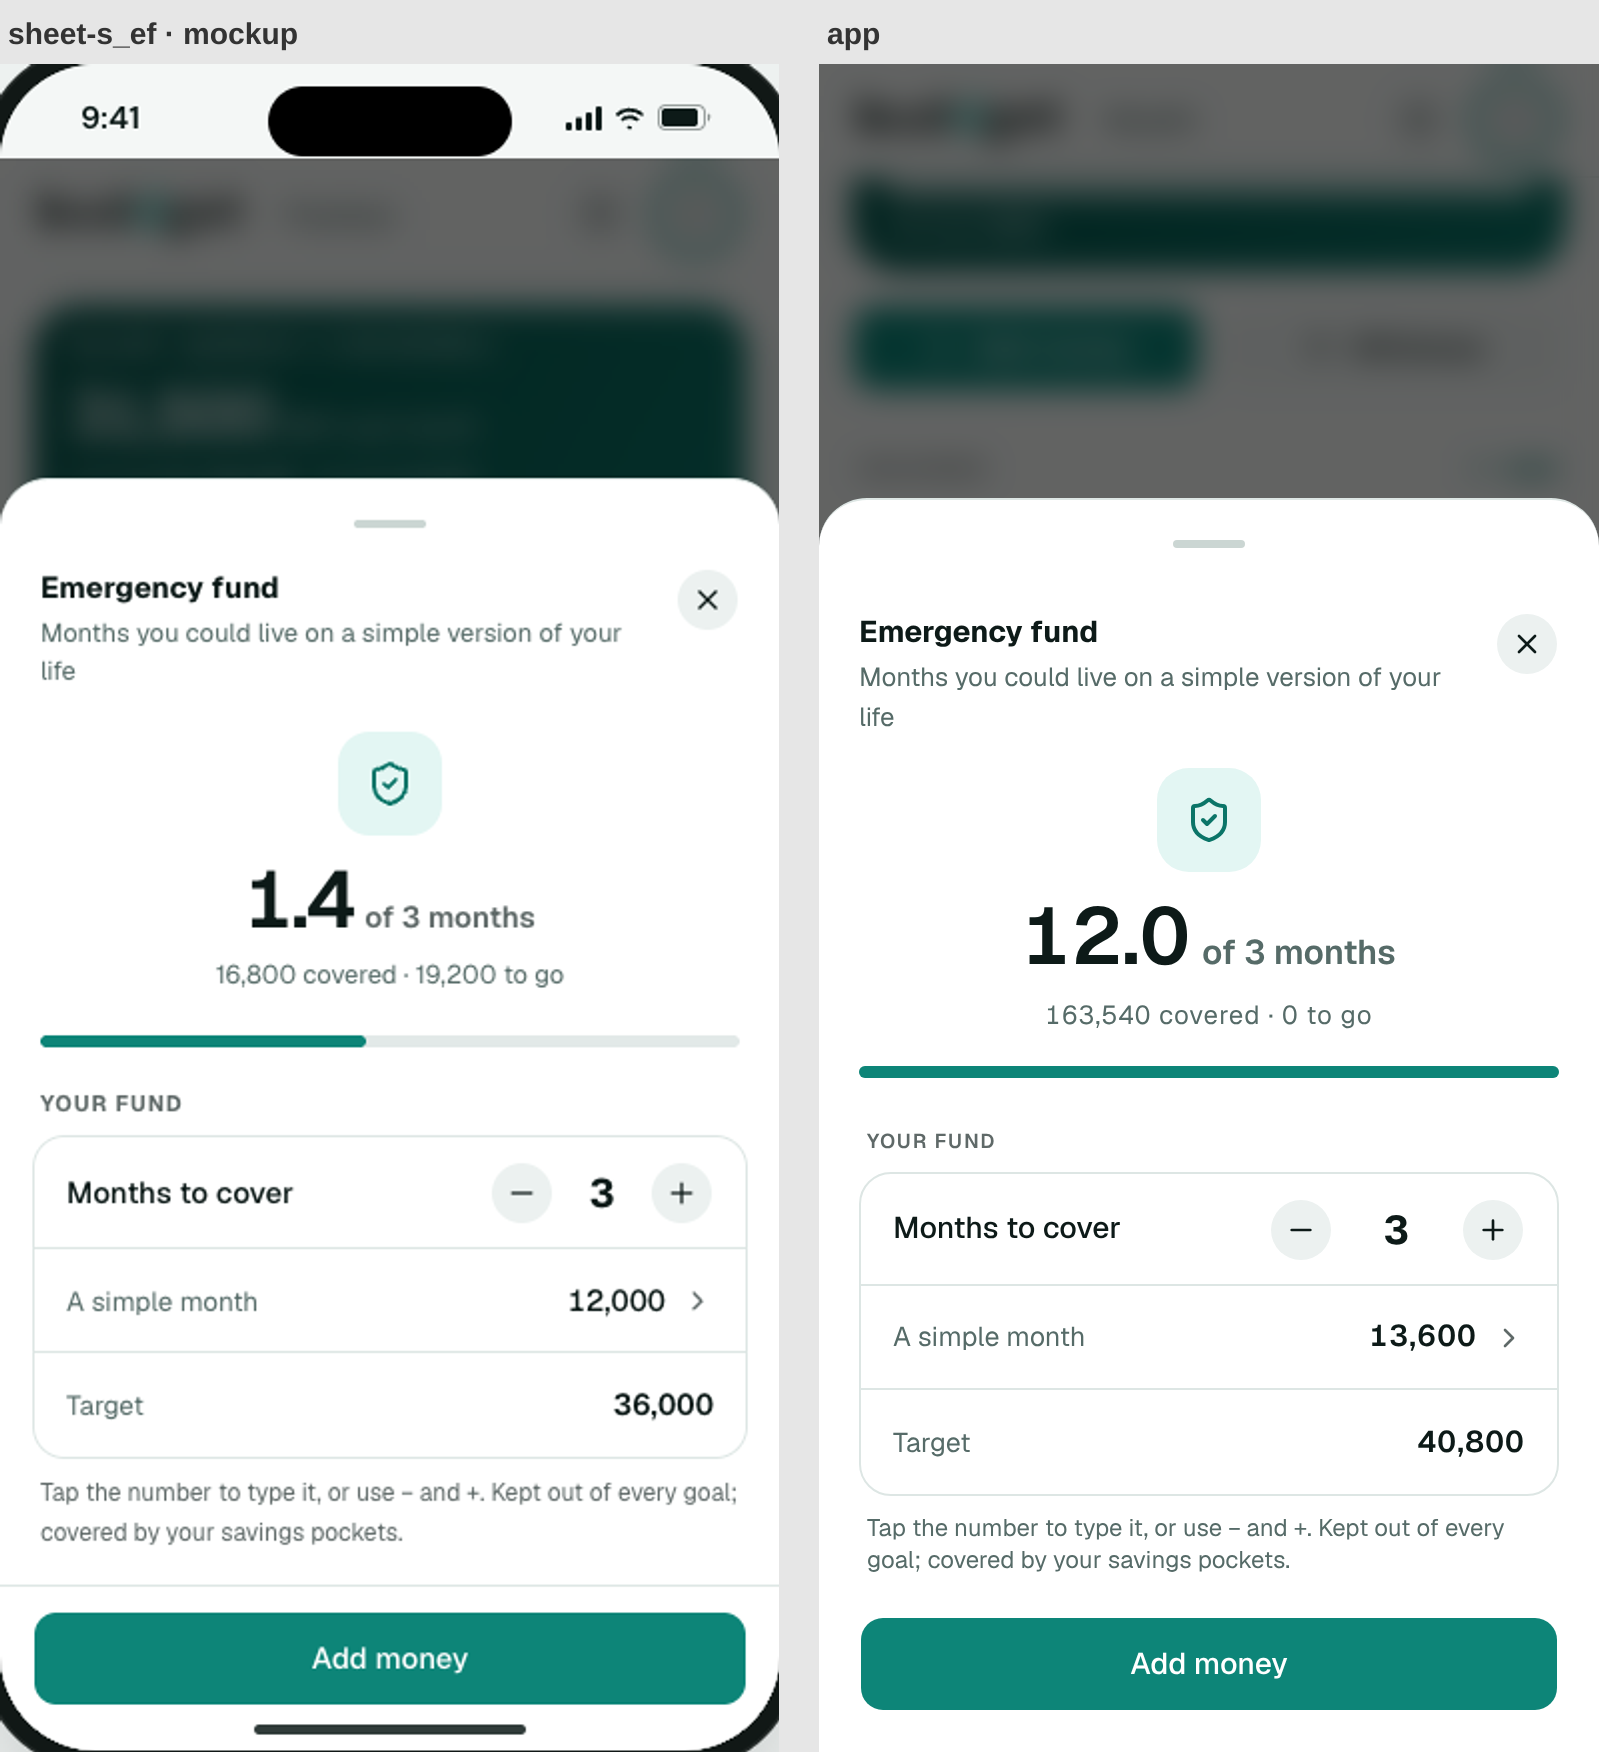 sheet-s_ef · mockup
9:41
Emergency fund
Months you could live on a simple version of your
life
1.4 of 3 months
16,800 covered · 19,200 to go
YOUR FUND
Months to cover
− 3 +
A simple month 12,000
Target 36,000
Tap the number to type it, or use – and +. Kept out of every goal;
covered by your savings pockets.
Add money
app
Emergency fund
Months you could live on a simple version of your
life
12.0 of 3 months
163,540 covered · 0 to go
YOUR FUND
Months to cover
− 3 +
A simple month 13,600
Target 40,800
Tap the number to type it, or use – and +. Kept out of every
goal; covered by your savings pockets.
Add money